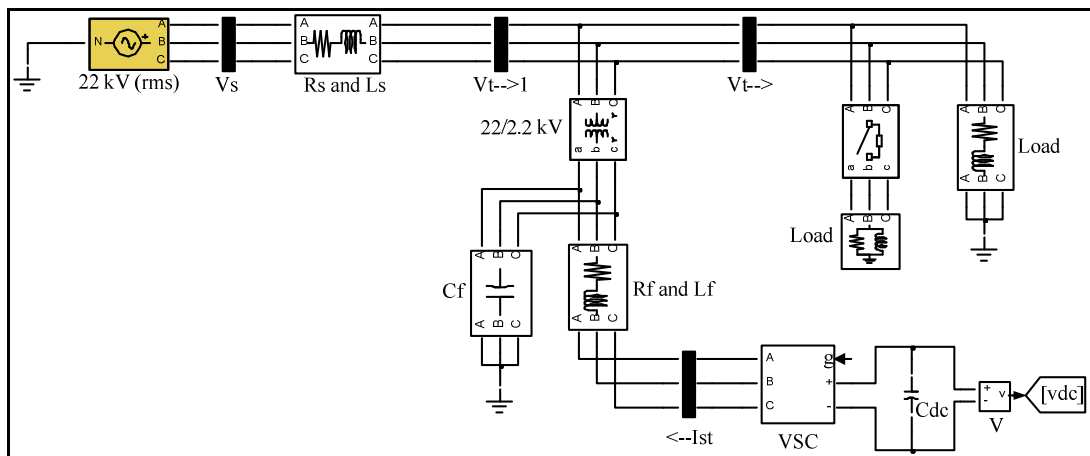 A
N
B
C
22 kV (rms)
Vs
A A
B B
C C
Rs and Ls
Vt-->1
Vt-->
A B C
22/2.2 kV
a b c
A B C
a b c
A B C
A B C
Load
Load
A B C
A B C
Cf
A B C
A B C
Rf and Lf
A B C
<--Ist
A
B
C
g
+
-
VSC
Cdc
+
-
v
V
[vdc]